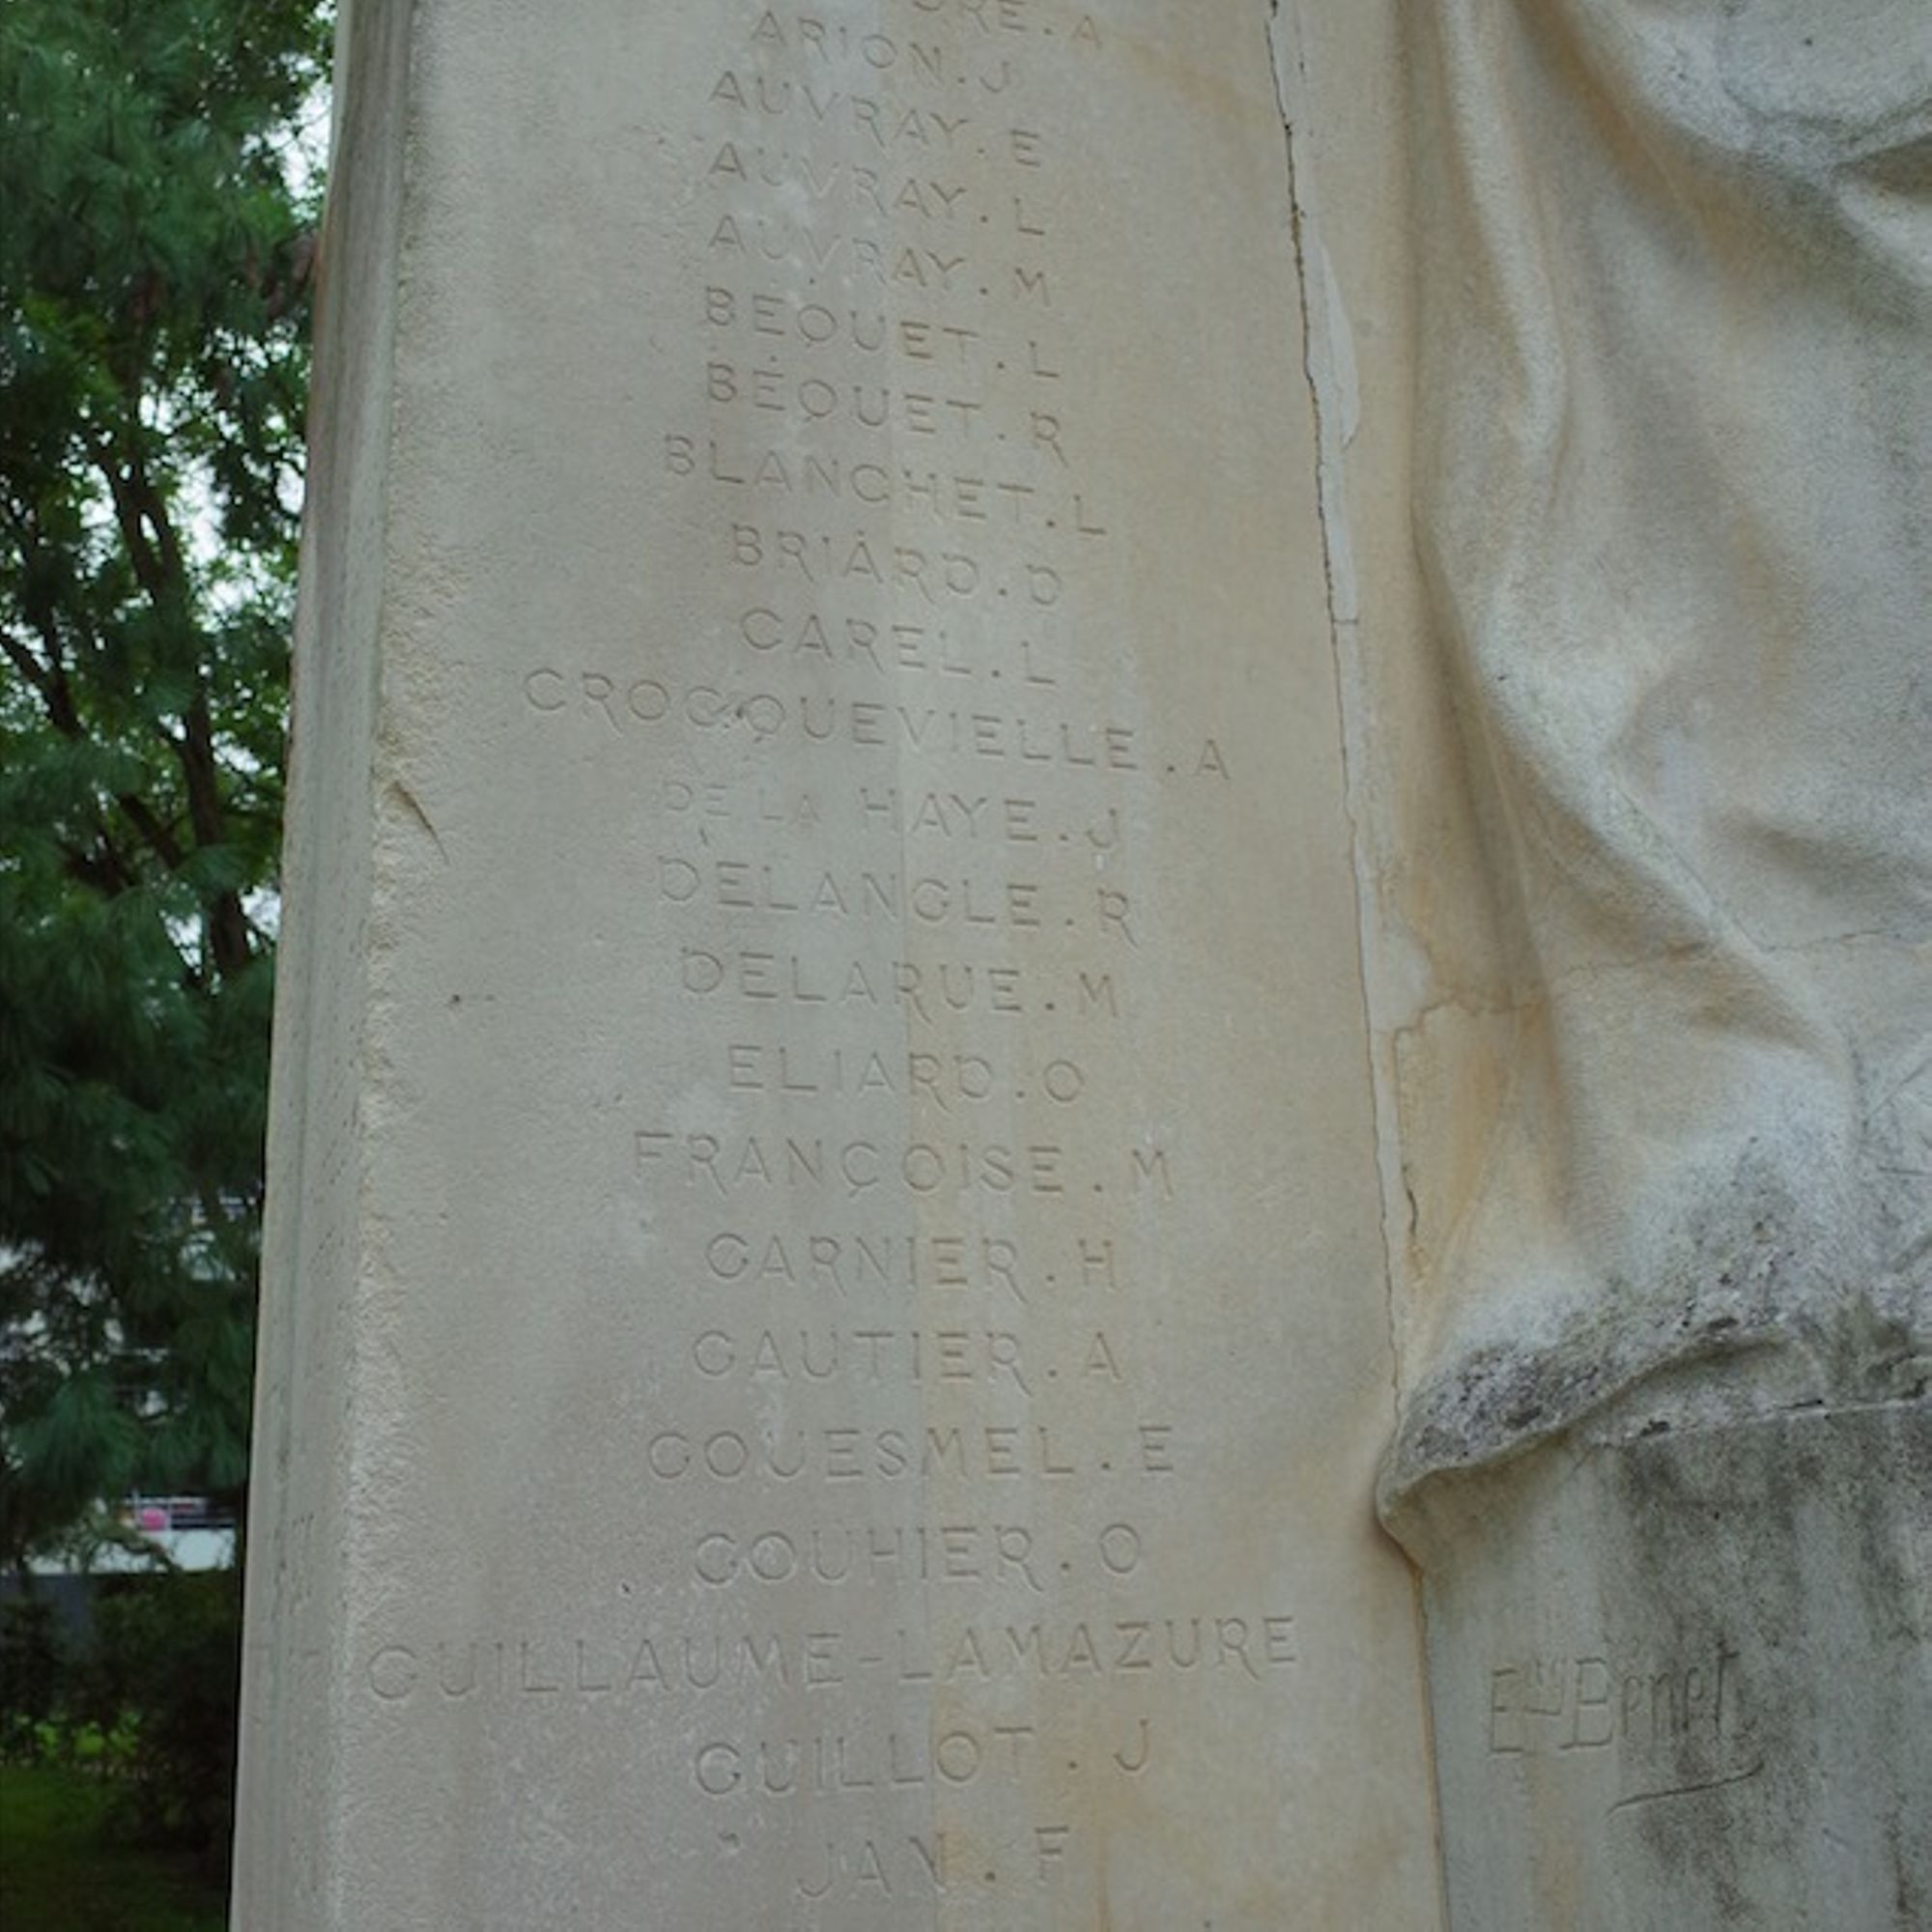 ARION.J
AUVRAY.E
AUVRAY.L
AUVRAY.M
BEQUET.L
BEQUET.R
BLANCHET.L
BRIARD.D
CAREL.L
CROCQUEVIELLE.A
DE LA HAYE.J
DELANGLE.R
DELARUE.M
ELIARD.O
FRANÇOISE.M
GARNIER.H
GAUTIER.A
GOUESMEL.E
GOUHIER.O
GUILLAUME-LAMAZURE
GUILLOT.J
JAN.F
Benet